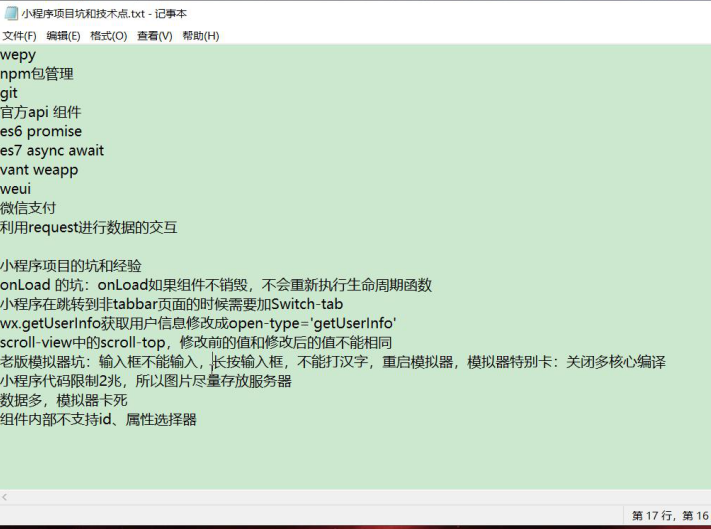 小程序项目坑和技术点.txt - 记事本
文件(F) 编辑(E) 格式(O) 查看(V) 帮助(H)
wepy
npm包管理
git
官方api 组件
es6 promise
es7 async await
vant weapp
weui
微信支付
利用request进行数据的交互
小程序项目的坑和经验
onLoad 的坑：onLoad如果组件不销毁，不会重新执行生命周期函数
小程序在跳转到非tabbar页面的时候需要加Switch-tab
wx.getUserInfo获取用户信息修改成open-type='getUserInfo'
scroll-view中的scroll-top，修改前的值和修改后的值不能相同
老版模拟器坑：输入框不能输入，长按输入框，不能打汉字，重启模拟器，模拟器特别卡：关闭多核心编译
小程序代码限制2兆，所以图片尽量存放服务器
数据多，模拟器卡死
组件内部不支持id、属性选择器
第 17 行，第 16